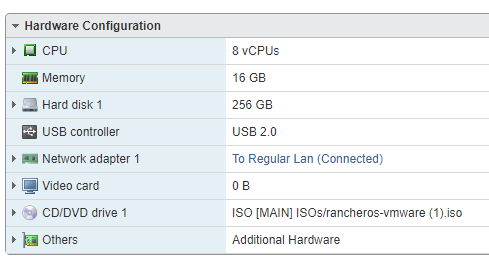 Hardware Configuration
CPU 8 vCPUs
Memory 16 GB
Hard disk 1 256 GB
USB controller USB 2.0
Network adapter 1 To Regular Lan (Connected)
Video card 0 B
CD/DVD drive 1 ISO [MAIN] ISOs/rancheros-vmware (1).iso
Others Additional Hardware